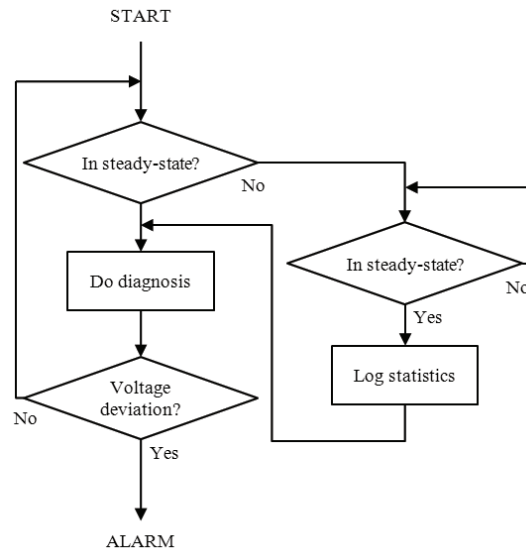 START
In steady-state?
No
In steady-state?
No
Do diagnosis
Yes
Log statistics
Voltage
deviation?
No
Yes
ALARM